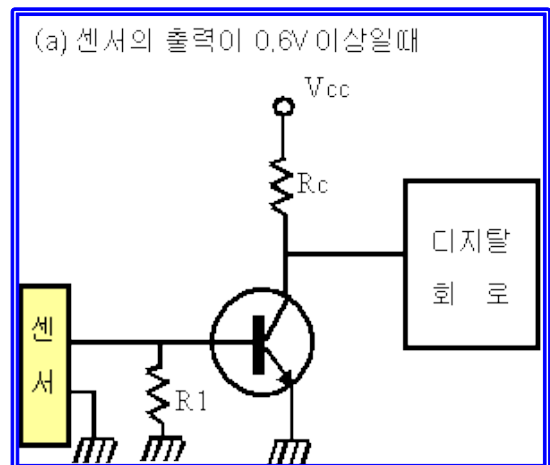 (a) 센서의 출력이 0.6V 이상일때
Vcc
Rc
디지탈
회 로
센
서
R1